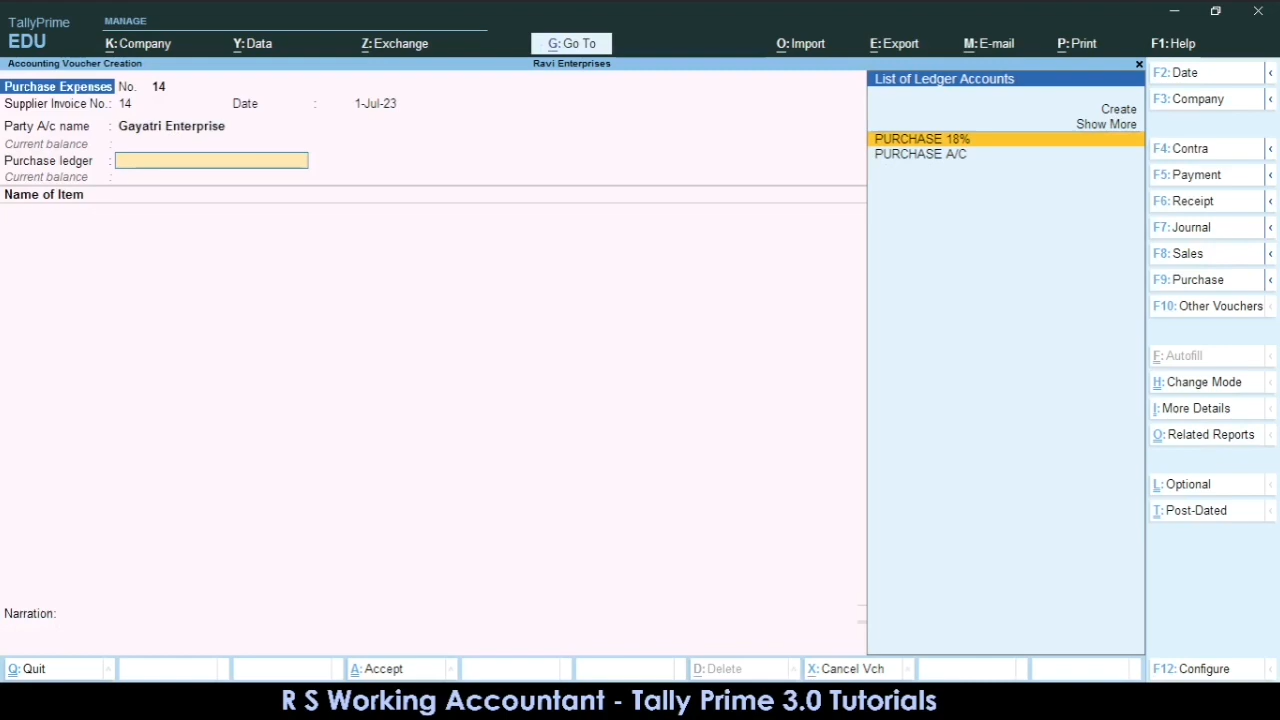 TallyPrime
EDU
MANAGE
K: Company
Y: Data
Z: Exchange
G: Go To
O: Import
E: Export
M: E-mail
P: Print
F1: Help
Accounting Voucher Creation
Ravi Enterprises
Purchase Expenses No. 14
Supplier Invoice No.: 14 Date : 1-Jul-23
Party A/c name : Gayatri Enterprise
Current balance :
Purchase ledger :
Current balance :
Name of Item
Narration:
List of Ledger Accounts
Create
Show More
PURCHASE 18%
PURCHASE A/C
F2: Date
F3: Company
F4: Contra
F5: Payment
F6: Receipt
F7: Journal
F8: Sales
F9: Purchase
F10: Other Vouchers
F: Autofill
H: Change Mode
I: More Details
O: Related Reports
L: Optional
T: Post-Dated
Q: Quit
A: Accept
D: Delete
X: Cancel Vch
F12: Configure
R S Working Accountant - Tally Prime 3.0 Tutorials